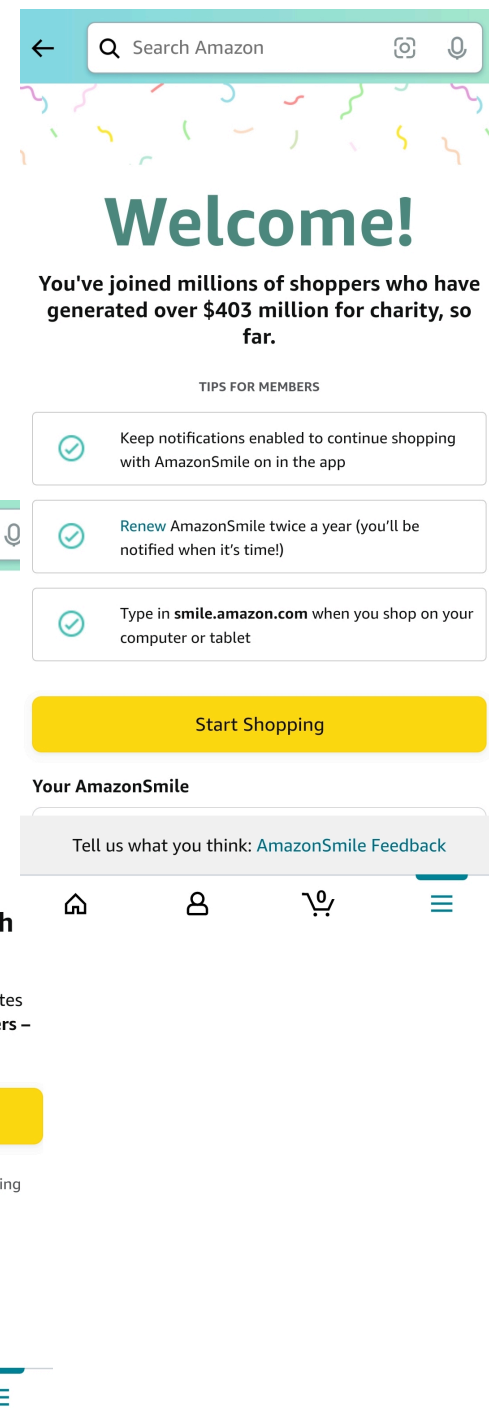 Search Amazon
Welcome!
You've joined millions of shoppers who have
generated over $403 million for charity, so
far.
TIPS FOR MEMBERS
Keep notifications enabled to continue shopping
with AmazonSmile on in the app
Renew AmazonSmile twice a year (you'll be
notified when it's time!)
Type in smile.amazon.com when you shop on your
computer or tablet
Start Shopping
Your AmazonSmile
Tell us what you think: AmazonSmile Feedback
0
h
tes
ers –
ing